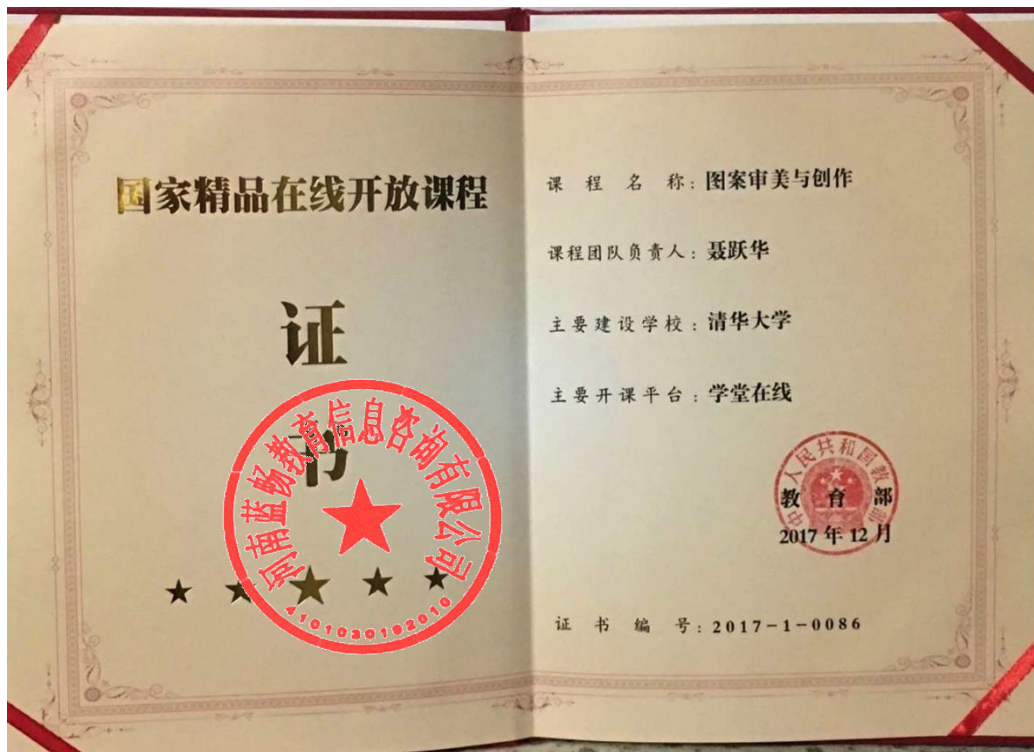 国家精品在线开放课程
证
书
河南蓝畅教育信息咨询有限公司
4101030192010
课程名称：图案审美与创作
课程团队负责人：聂跃华
主要建设学校：清华大学
主要开课平台：学堂在线
中华人民共和国教育部
教育部
2017年12月
证书编号：2017-1-0086